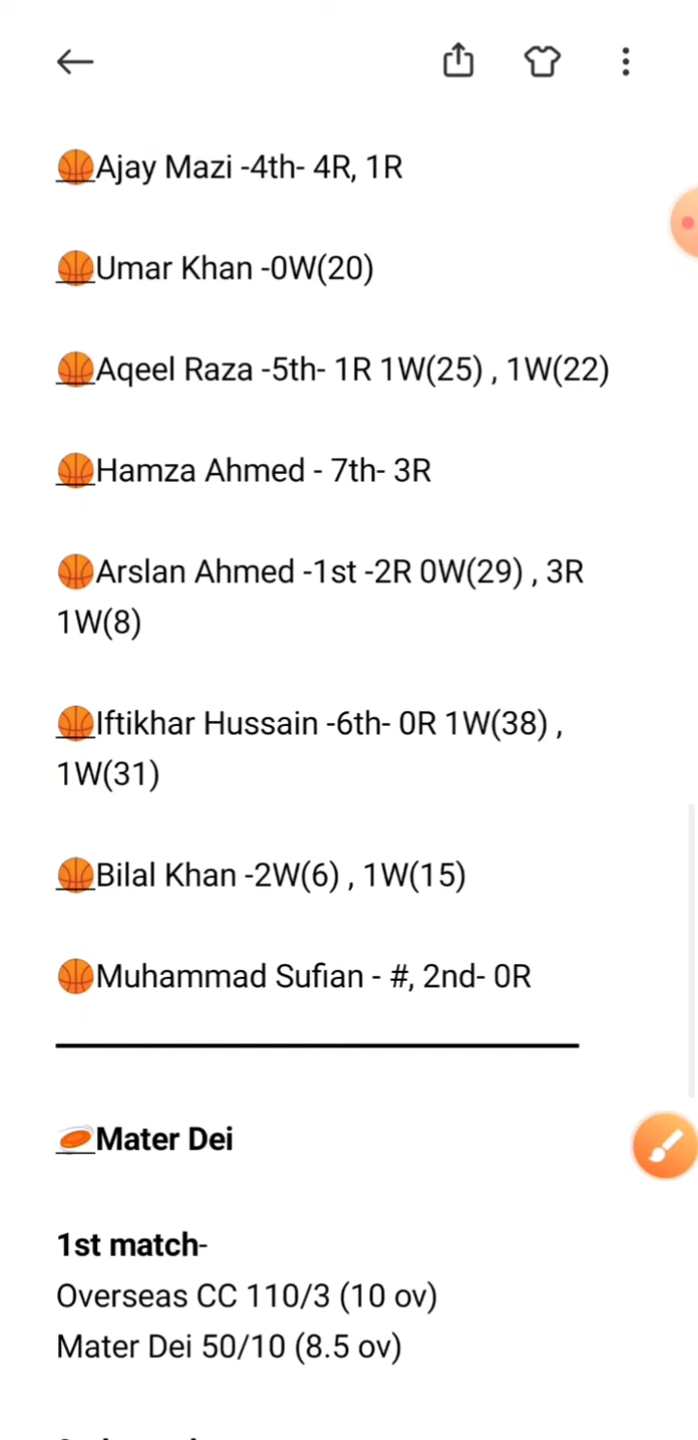 🏀Ajay Mazi -4th- 4R, 1R
🏀Umar Khan -0W(20)
🏀Aqeel Raza -5th- 1R 1W(25) , 1W(22)
🏀Hamza Ahmed - 7th- 3R
🏀Arslan Ahmed -1st -2R 0W(29) , 3R
1W(8)
🏀Iftikhar Hussain -6th- 0R 1W(38) ,
1W(31)
🏀Bilal Khan -2W(6) , 1W(15)
🏀Muhammad Sufian - #, 2nd- 0R
🥏Mater Dei
1st match-
Overseas CC 110/3 (10 ov)
Mater Dei 50/10 (8.5 ov)